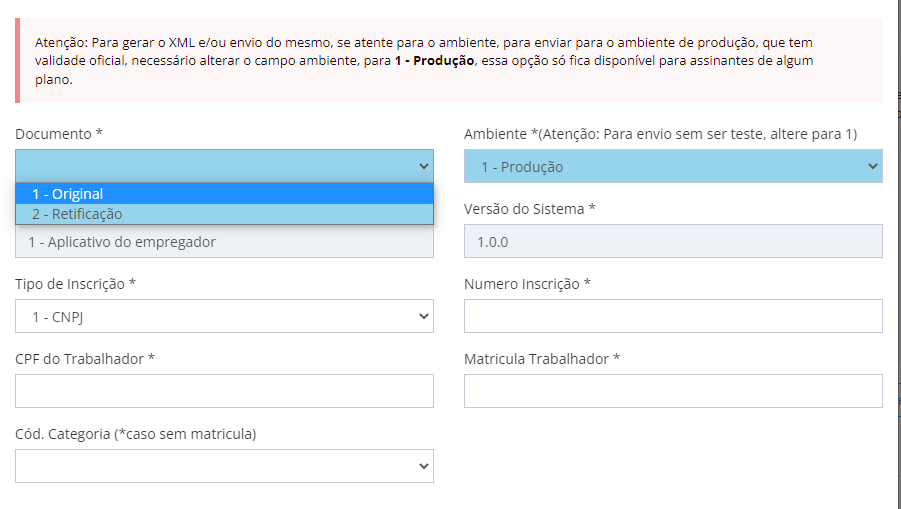 Atenção: Para gerar o XML e/ou envio do mesmo, se atente para o ambiente, para enviar para o ambiente de produção, que tem
validade oficial, necessário alterar o campo ambiente, para 1 - Produção, essa opção só fica disponível para assinantes de algum
plano.
Documento *
Ambiente *(Atenção: Para envio sem ser teste, altere para 1)
1 - Produção
1 - Original
2 - Retificação
Versão do Sistema *
1 - Aplicativo do empregador
1.0.0
Tipo de Inscrição *
Numero Inscrição *
1 - CNPJ
CPF do Trabalhador *
Matricula Trabalhador *
Cód. Categoria (*caso sem matricula)